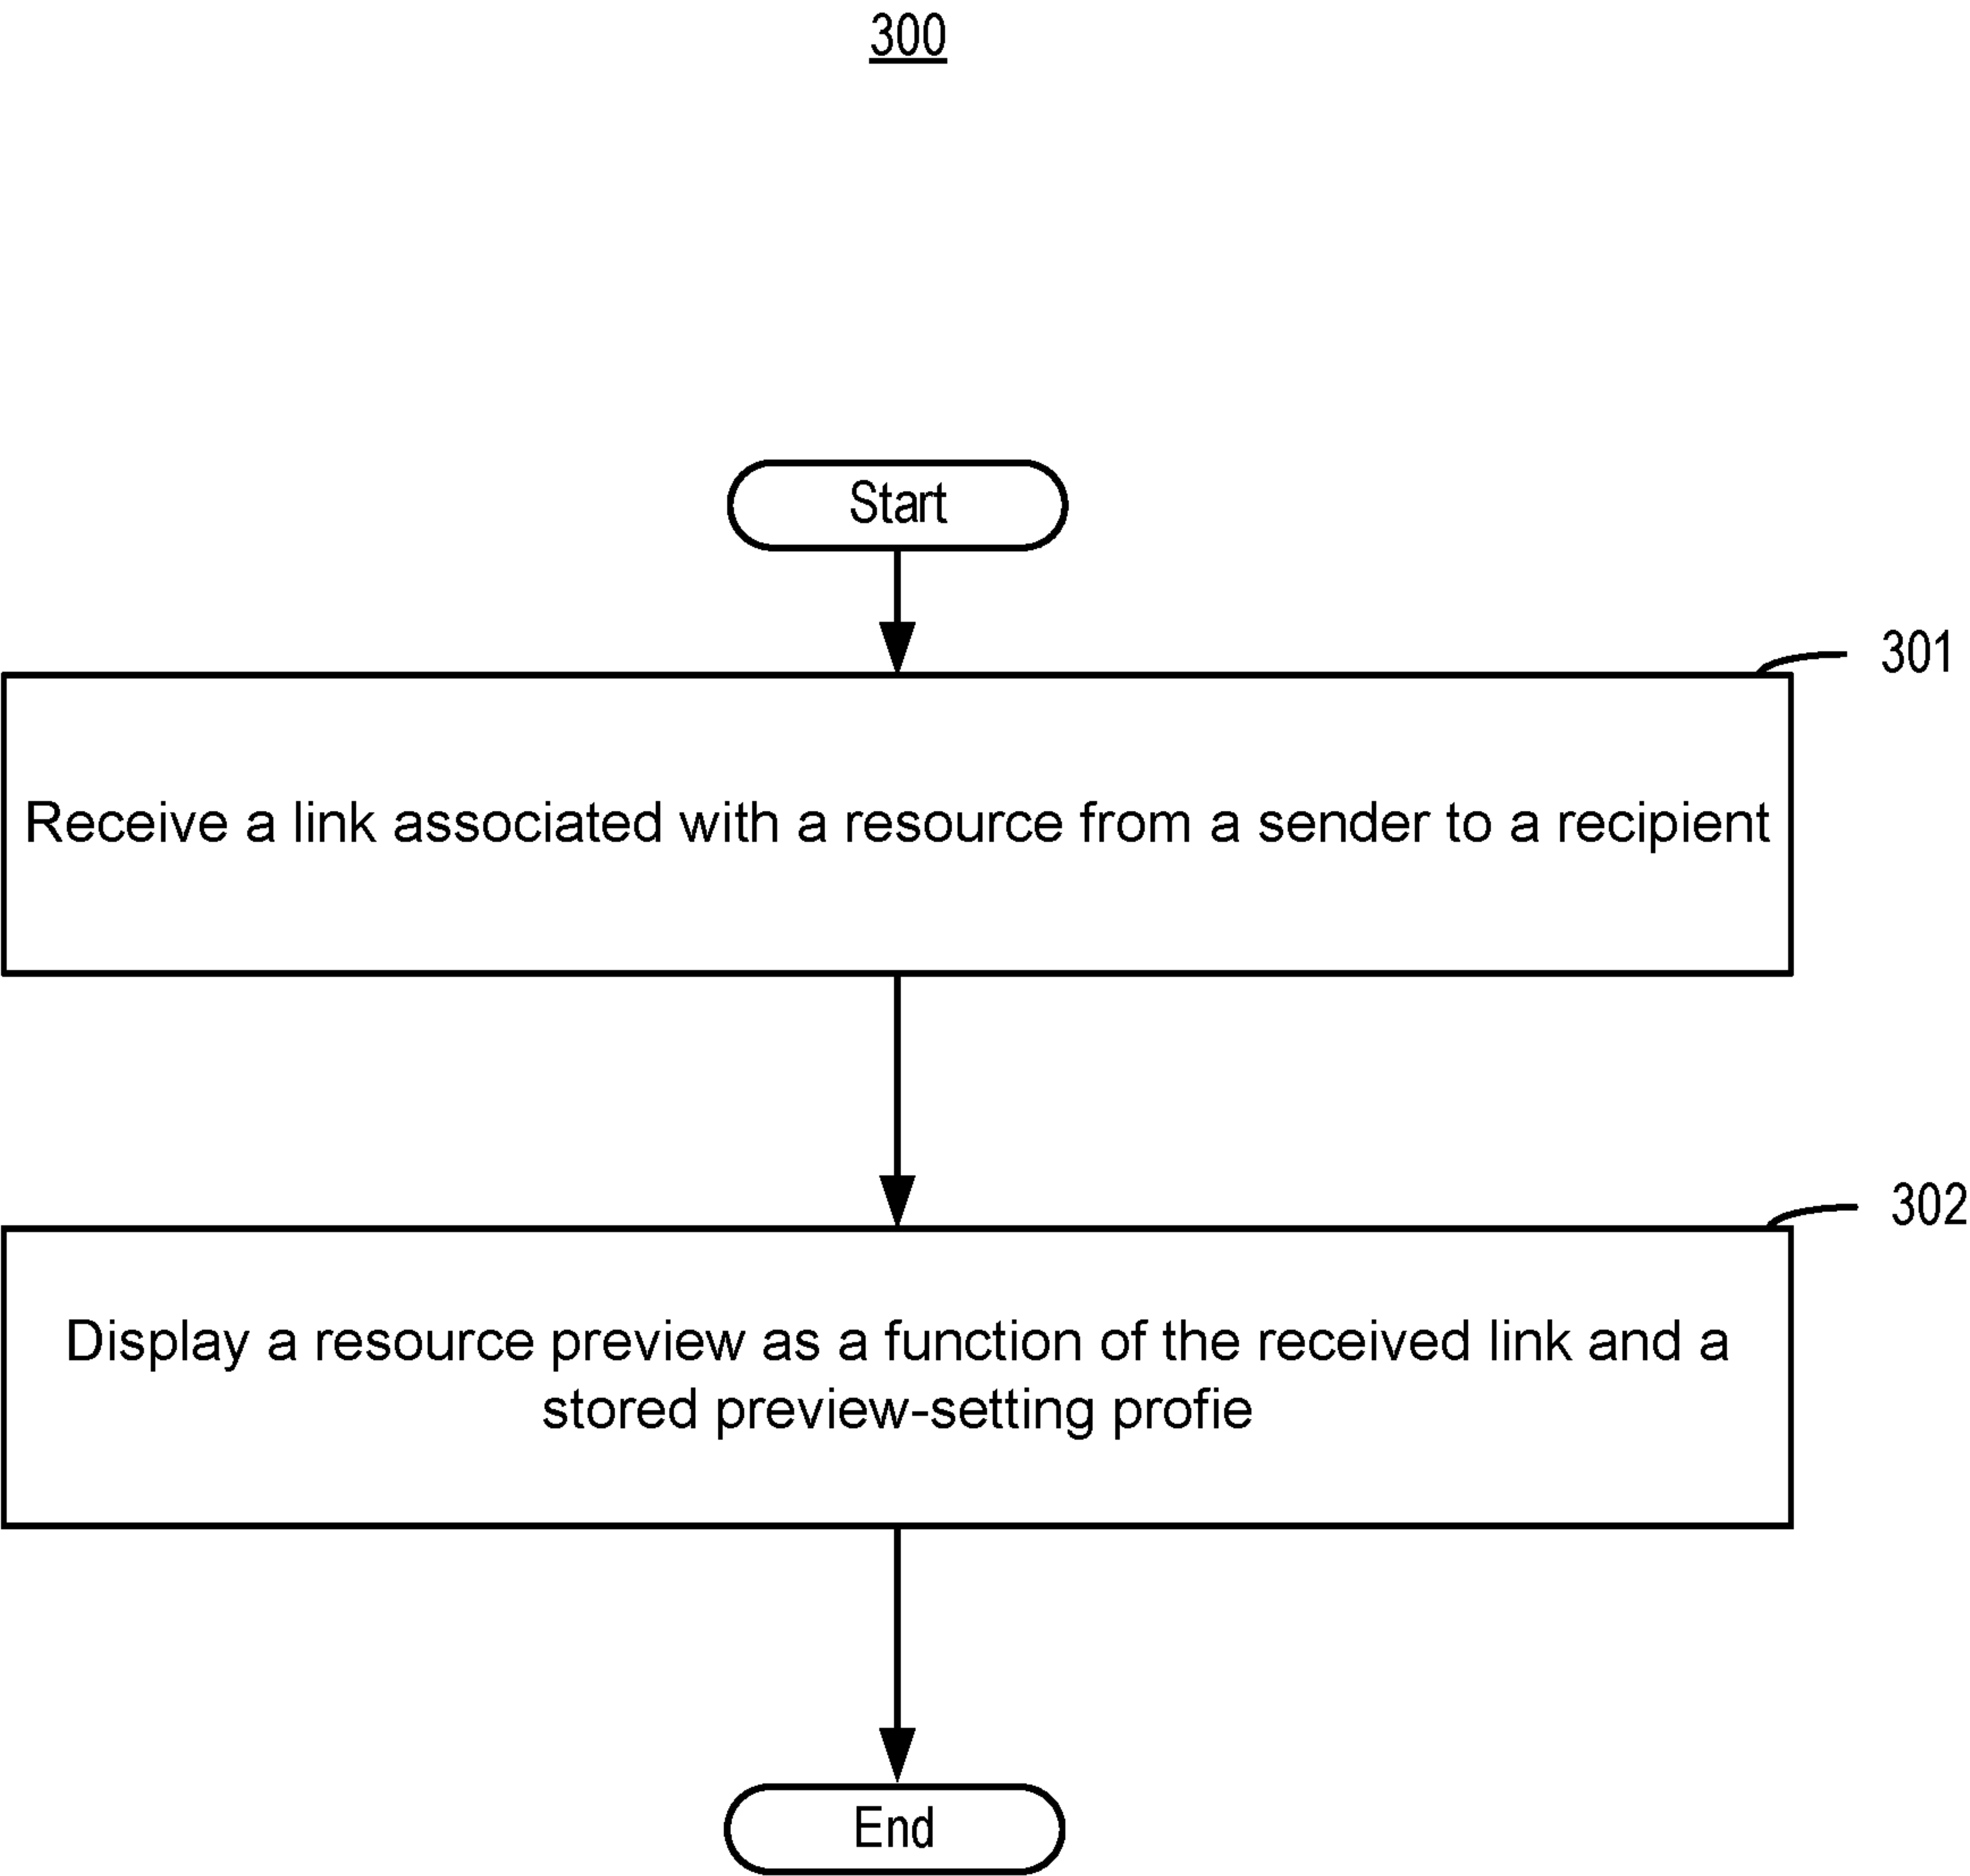 300
Start
301
Receive a link associated with a resource from a sender to a recipient
302
Display a resource preview as a function of the received link and a
stored preview-setting profie
End